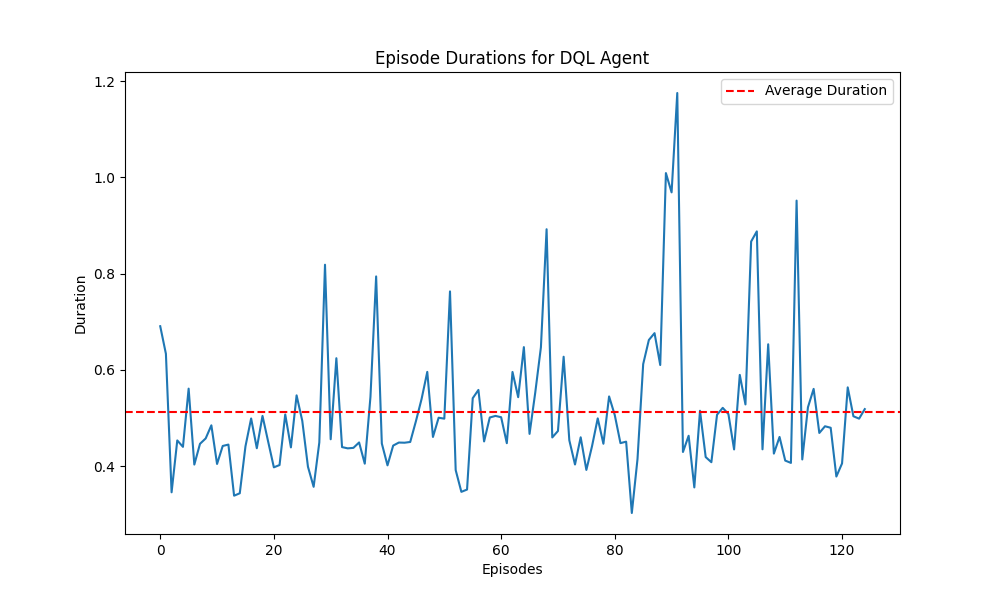 Episode Durations for DQL Agent
Average Duration
1.2
1.0
0.8
0.6
0.4
Duration
0 20 40 60 80 100 120
Episodes